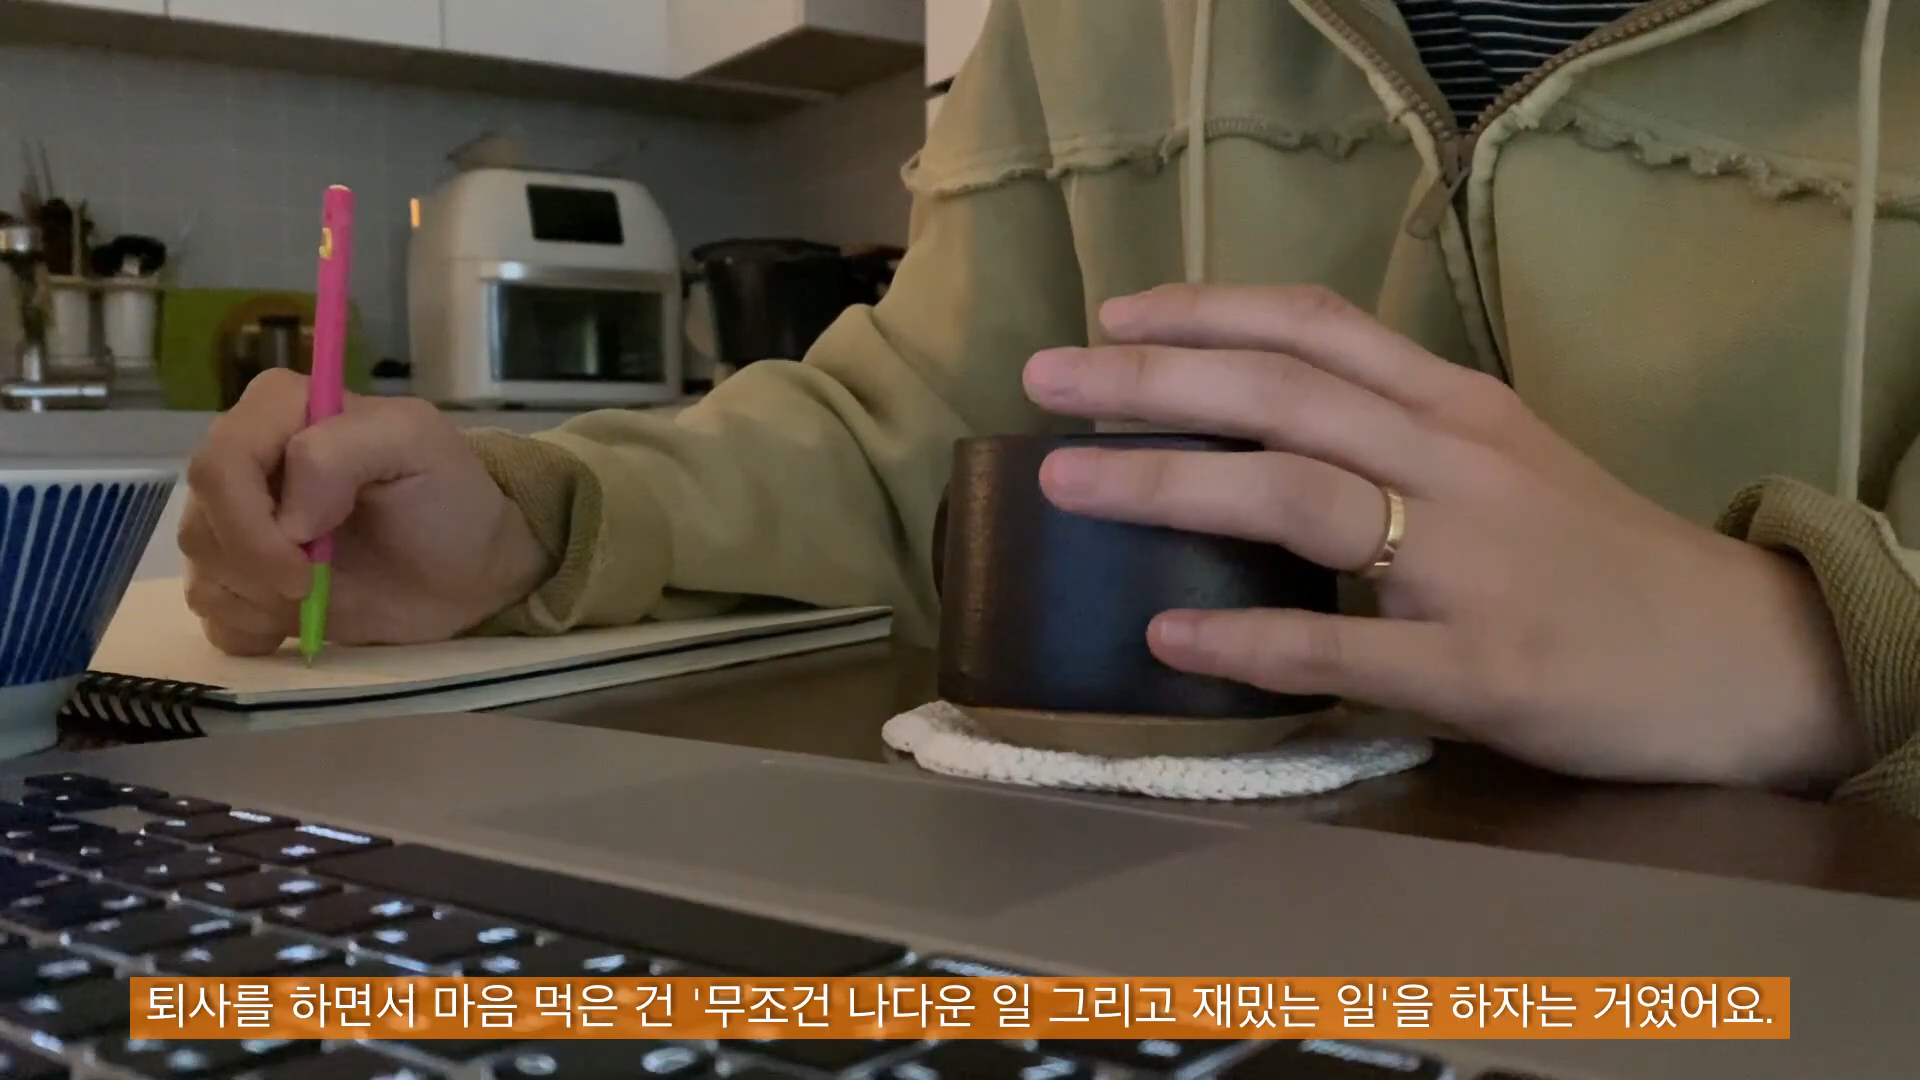 퇴사를 하면서 마음 먹은 건 '무조건 나다운 일 그리고 재밌는 일'을 하자는 거였어요.